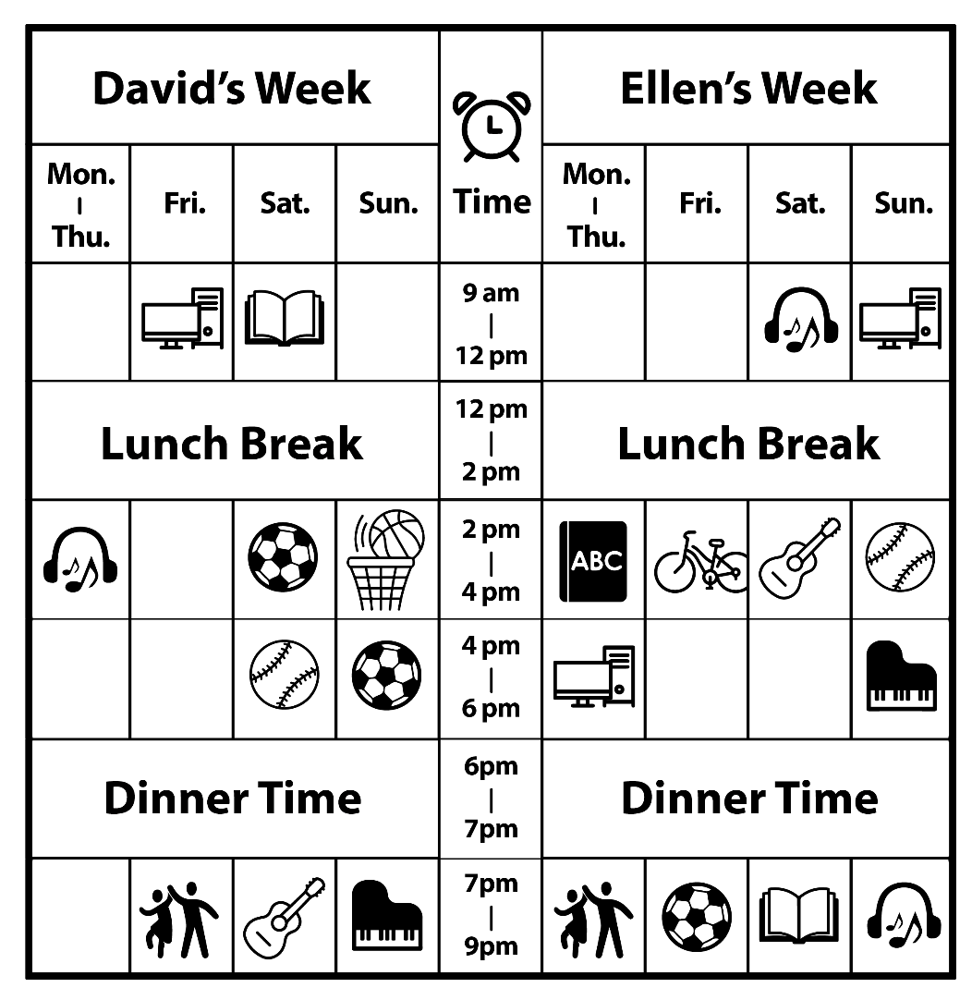 David's Week
Ellen's Week
Time
Mon.
|
Thu.
Fri.
Sat.
Sun.
Mon.
|
Thu.
Fri.
Sat.
Sun.
9 am
|
12 pm
Lunch Break
12 pm
|
2 pm
Lunch Break
2 pm
|
4 pm
ABC
4 pm
|
6 pm
Dinner Time
6pm
|
7pm
Dinner Time
7pm
|
9pm